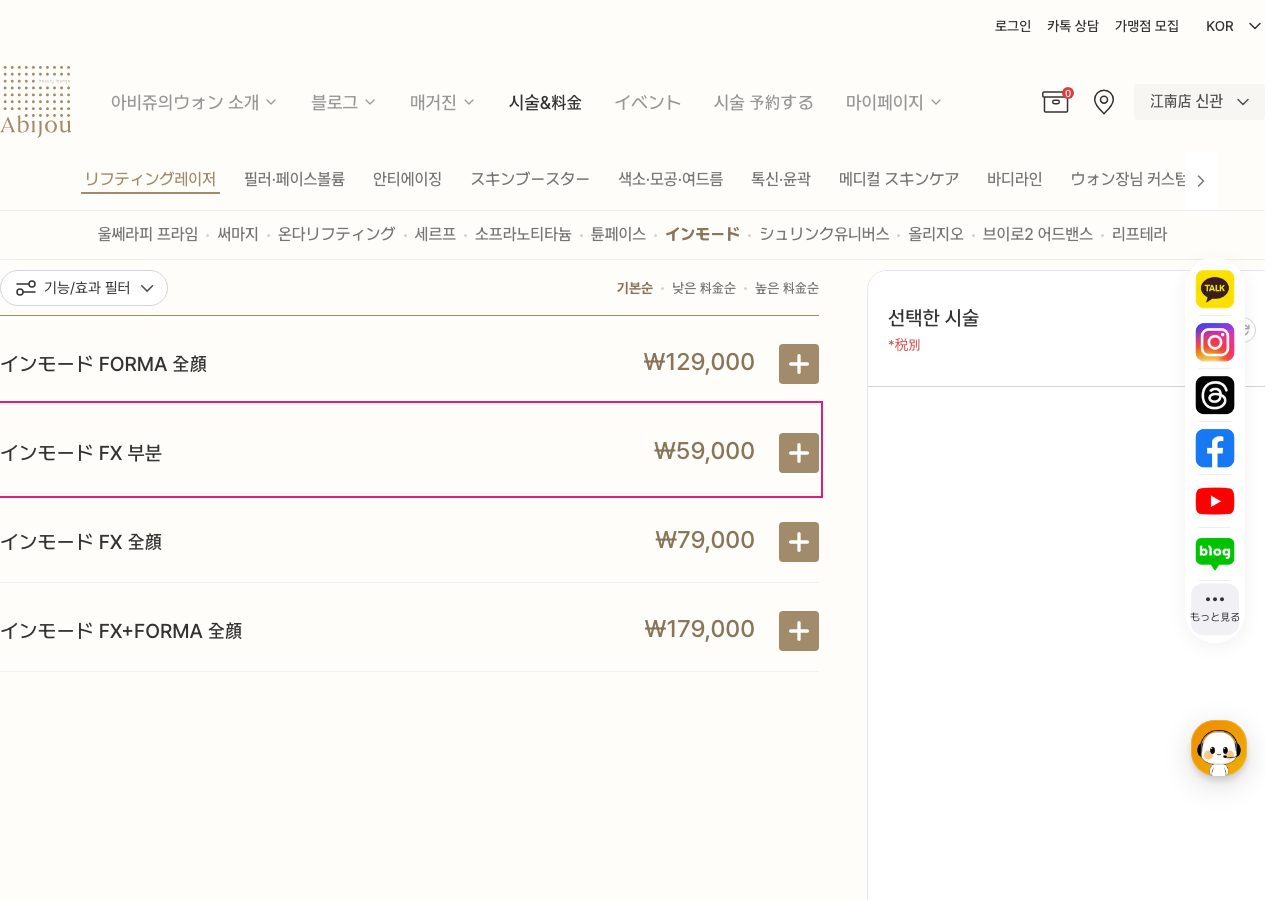 로그인 카톡 상담 가맹점 모집 KOR
Abijou
아비쥬의원 소개 블로그 매거진 시술&料金 イベント 시술 予約する 마이페이지 0 江南店 신관
リフティングレイザ 필러·페이스볼륨 안티에이징 スキンブースター 색소·모공·여드름 톡신·윤곽 메디컬 スキンケア 바디라인 원장님 커스텀
울쎄라피 프라임 · 써마지 · 온다リフティング · 세르프 · 소프라노티타늄 · 튠페이스 · インモード · シュリンク유니버스 · 올리지오 · 브이로2 어드밴스 · 리프테라
기능/효과 필터 기본순 · 낮은 料金순 · 높은 料金순
선택한 시술
*税別
インモード FORMA 全顔 ₩129,000
インモード FX 부분 ₩59,000
インモード FX 全顔 ₩79,000
インモード FX+FORMA 全顔 ₩179,000
TALK
blog
もっと見る